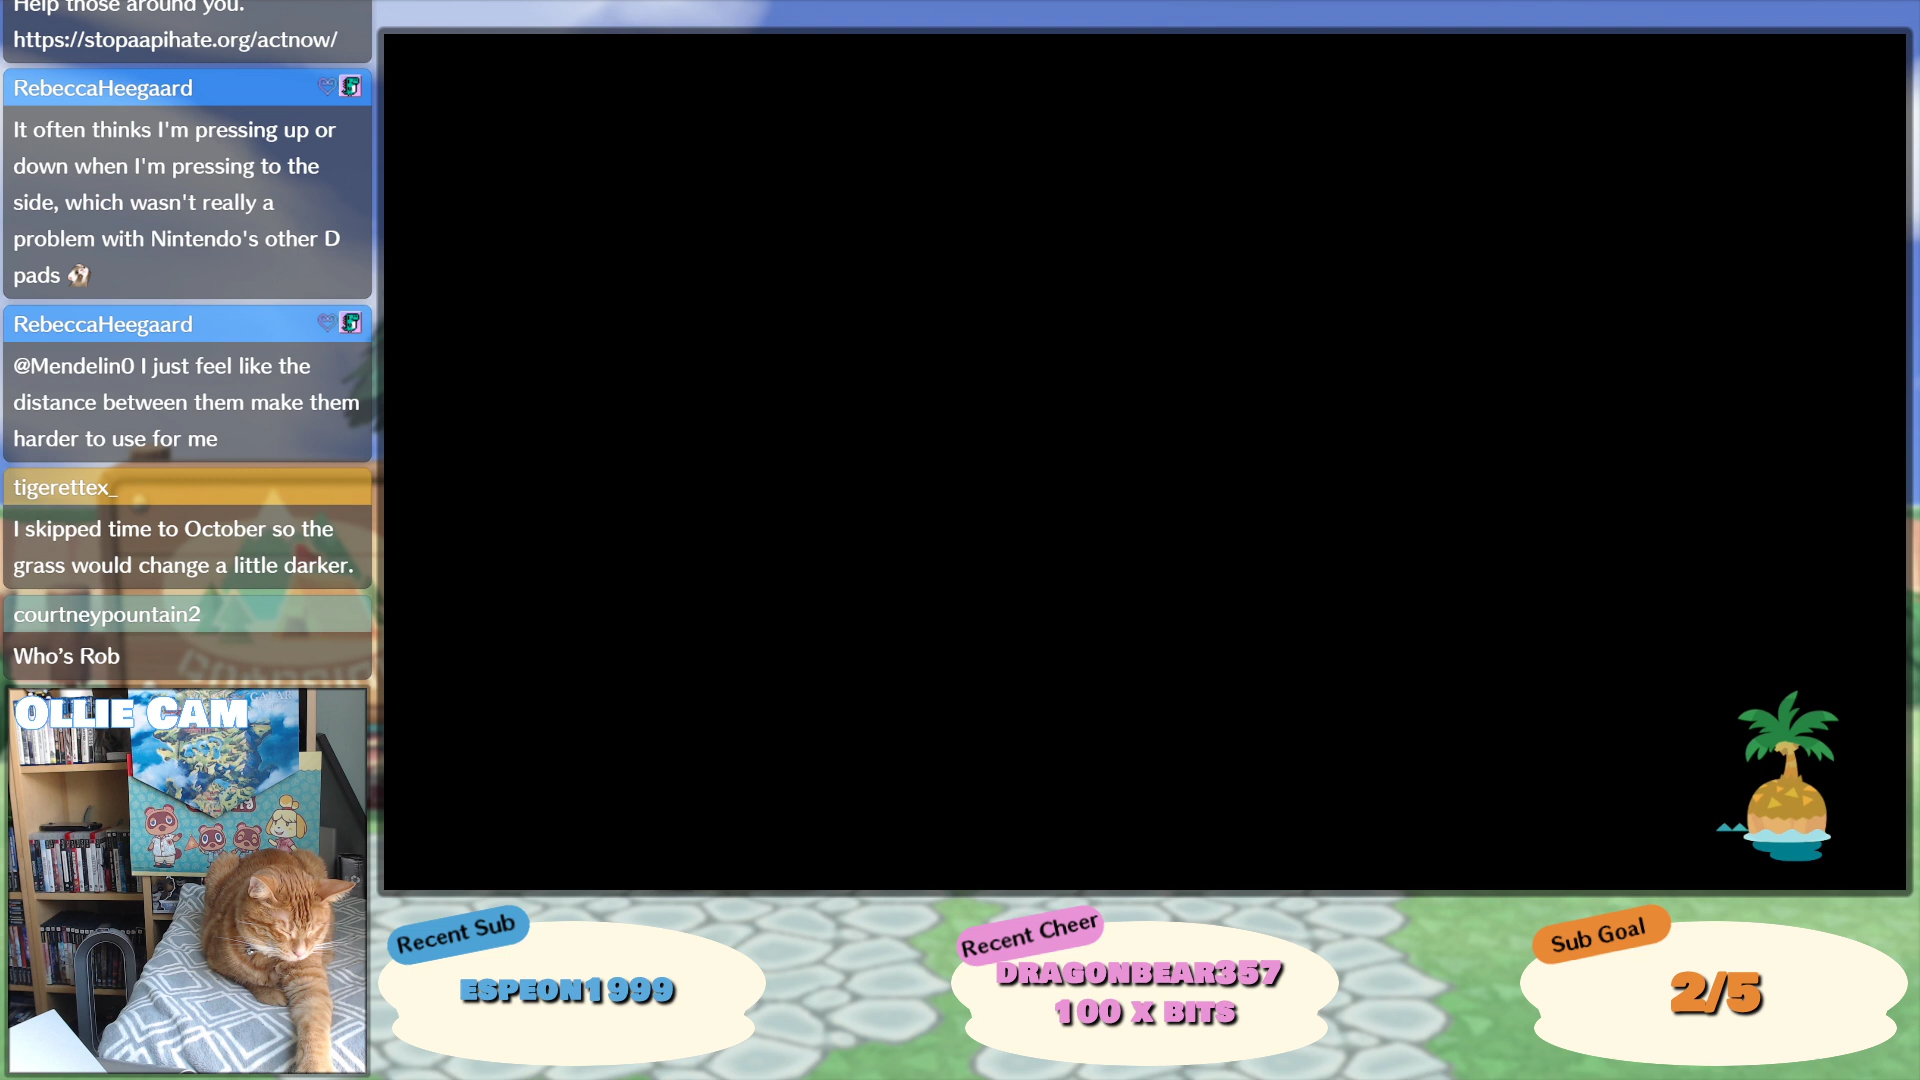 Help those around you.
https://stopaapihate.org/actnow/
RebeccaHeegaard
It often thinks I'm pressing up or
down when I'm pressing to the
side, which wasn't really a
problem with Nintendo's other D
pads
RebeccaHeegaard
@Mendelin0 I just feel like the
distance between them make them
harder to use for me
tigerettex_
I skipped time to October so the
grass would change a little darker.
courtneypountain2
Who's Rob
OLLIE CAM
Recent Sub
ESPEON1999
Recent Cheer
DRAGONBEAR357
100 X BITS
Sub Goal
2/5